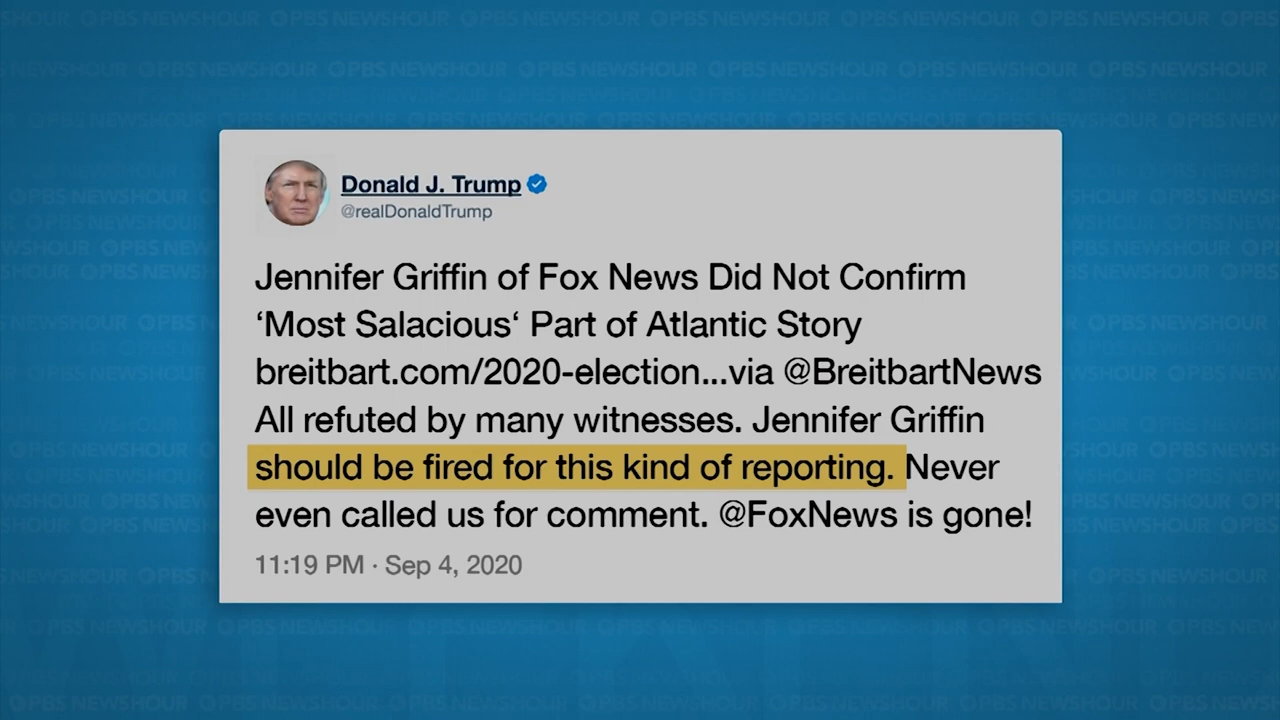 Donald J. Trump
@realDonaldTrump
Jennifer Griffin of Fox News Did Not Confirm
‘Most Salacious‘ Part of Atlantic Story
breitbart.com/2020-election...via @BreitbartNews
All refuted by many witnesses. Jennifer Griffin
should be fired for this kind of reporting. Never
even called us for comment. @FoxNews is gone!
11:19 PM · Sep 4, 2020
PBS NEWSHOUR